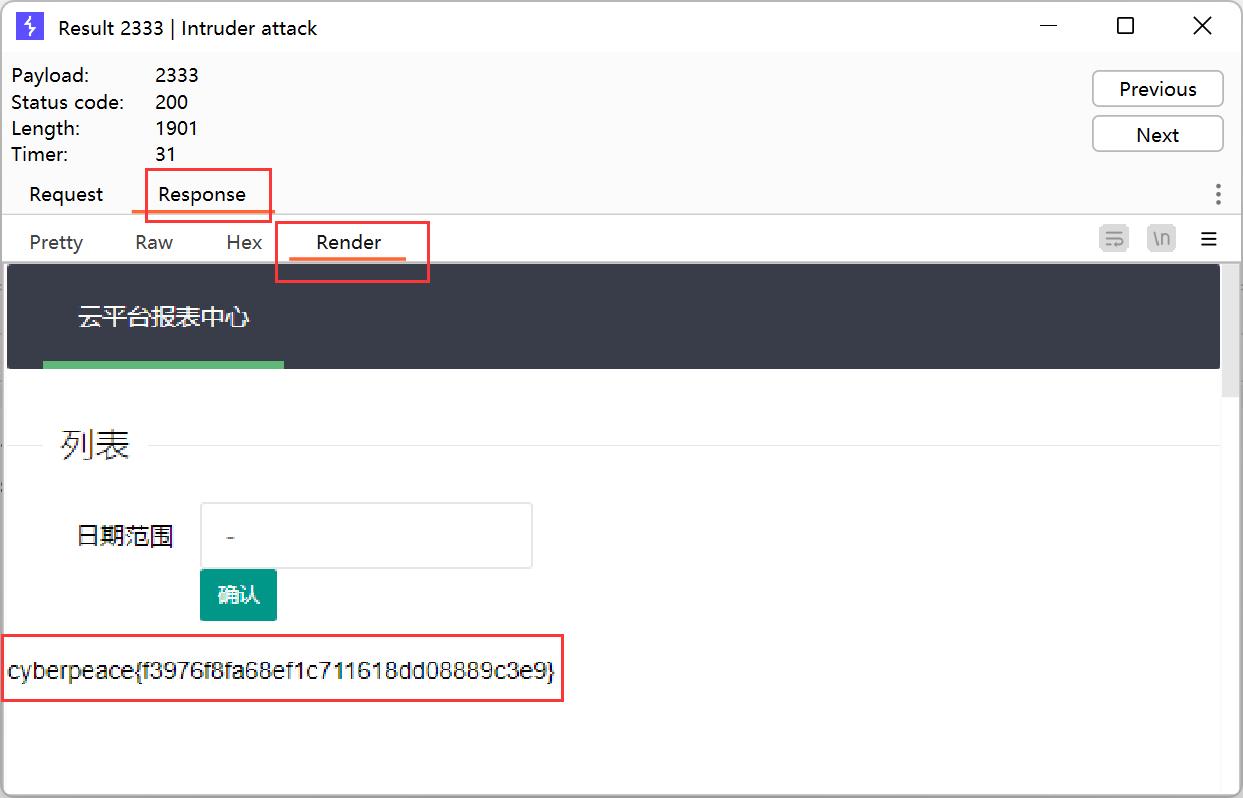 Result 2333 | Intruder attack
Payload: 2333
Status code: 200
Length: 1901
Timer: 31
Previous
Next
Request Response
Pretty Raw Hex Render
\n
云平台报表中心
列表
日期范围 -
确认
cyberpeace{f3976f8fa68ef1c711618dd08889c3e9}